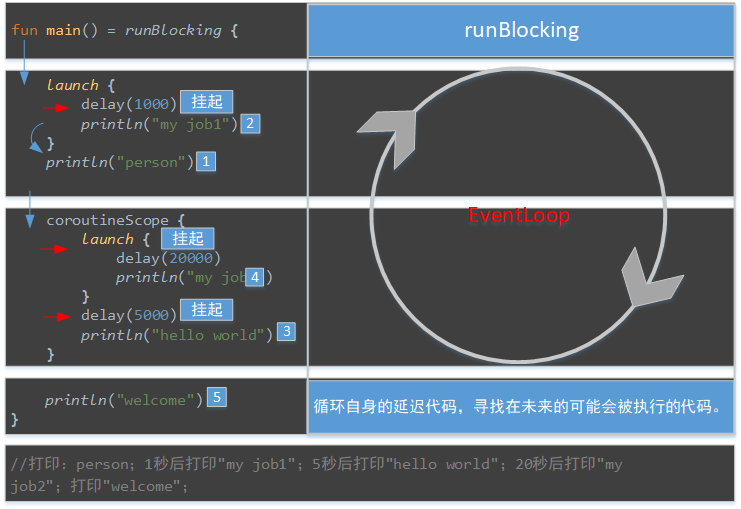 fun main() = runBlocking {
runBlocking
launch {
delay(1000) 挂起
println("my job1") 2
}
println("person") 1
coroutineScope {
launch { 挂起
delay(20000)
println("my job 4 )
}
delay(5000) 挂起
println("hello world") 3
}
EventLoop
println("welcome") 5
}
循环自身的延迟代码，寻找在未来的可能会被执行的代码。
//打印：person；1秒后打印"my job1"；5秒后打印"hello world"；20秒后打印"my
job2"；打印"welcome"；